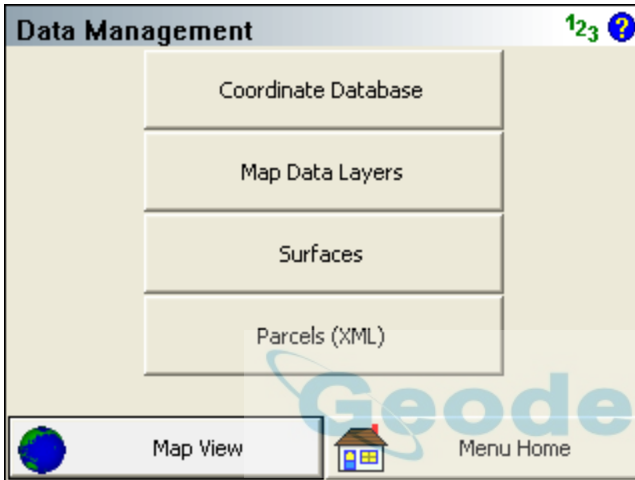 Data Management
123 ?
Coordinate Database
Map Data Layers
Surfaces
Parcels (XML)
Geode
Map View
Menu Home